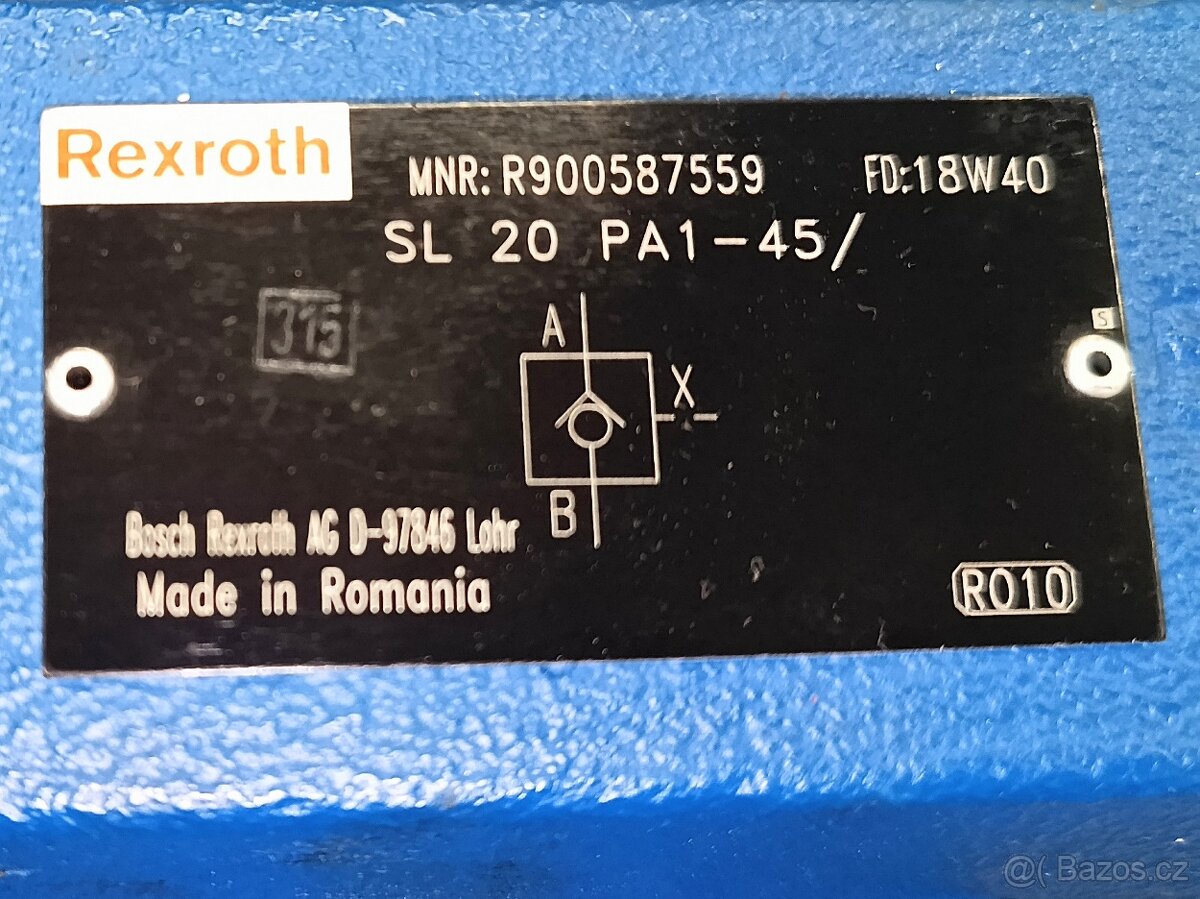 Rexroth
MNR: R900587559 FD:18W40
SL 20 PA1-45/
315
A
S
X
B
Bosch Rexroth AG D-97846 Lohr
Made in Romania
RO10
@( Bazos.cz